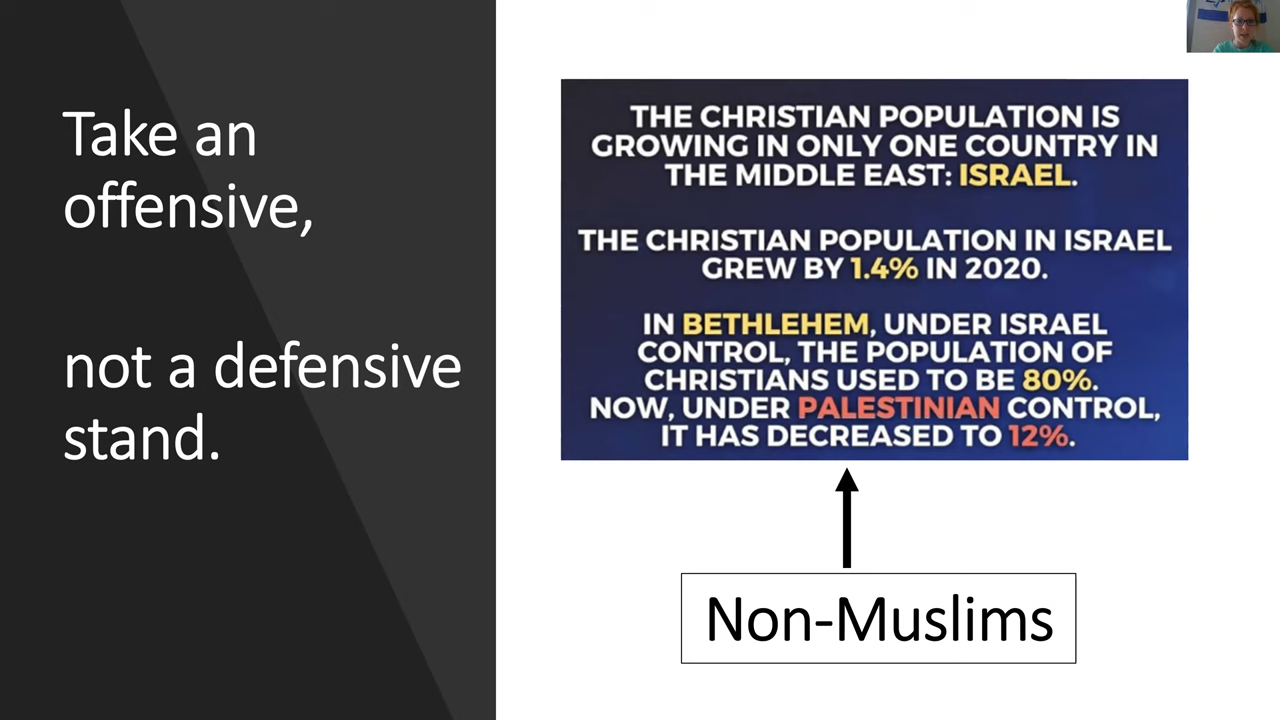 Take an
offensive,
not a defensive
stand.
THE CHRISTIAN POPULATION IS
GROWING IN ONLY ONE COUNTRY IN
THE MIDDLE EAST: ISRAEL.
THE CHRISTIAN POPULATION IN ISRAEL
GREW BY 1.4% IN 2020.
IN BETHLEHEM, UNDER ISRAEL
CONTROL, THE POPULATION OF
CHRISTIANS USED TO BE 80%.
NOW, UNDER PALESTINIAN CONTROL,
IT HAS DECREASED TO 12%.
Non-Muslims